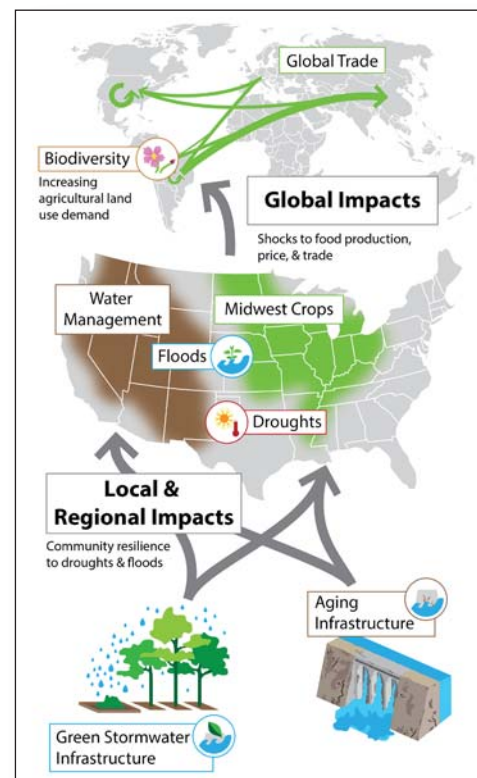 Global Trade
Biodiversity
Increasing
agricultural land
use demand
Global Impacts
Shocks to food production,
price, & trade
Water
Management
Midwest Crops
Floods
Droughts
Local &
Regional Impacts
Community resilience
to droughts & floods
Aging
Infrastructure
Green Stormwater
Infrastructure